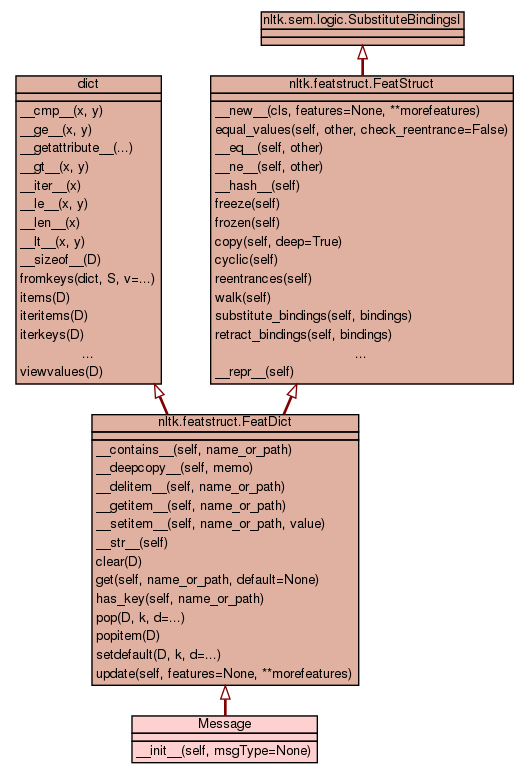 nltk.sem.logic.SubstituteBindingsI
dict
__cmp__(x, y)
__ge__(x, y)
__getattribute__(...)
__gt__(x, y)
__iter__(x)
__le__(x, y)
__len__(x)
__lt__(x, y)
__sizeof__(D)
fromkeys(dict, S, v=...)
items(D)
iteritems(D)
iterkeys(D)
...
viewvalues(D)
nltk.featstruct.FeatStruct
__new__(cls, features=None, **morefeatures)
equal_values(self, other, check_reentrance=False)
__eq__(self, other)
__ne__(self, other)
__hash__(self)
freeze(self)
frozen(self)
copy(self, deep=True)
cyclic(self)
reentrances(self)
walk(self)
substitute_bindings(self, bindings)
retract_bindings(self, bindings)
...
__repr__(self)
nltk.featstruct.FeatDict
__contains__(self, name_or_path)
__deepcopy__(self, memo)
__delitem__(self, name_or_path)
__getitem__(self, name_or_path)
__setitem__(self, name_or_path, value)
__str__(self)
clear(D)
get(self, name_or_path, default=None)
has_key(self, name_or_path)
pop(D, k, d=...)
popitem(D)
setdefault(D, k, d=...)
update(self, features=None, **morefeatures)
Message
__init__(self, msgType=None)